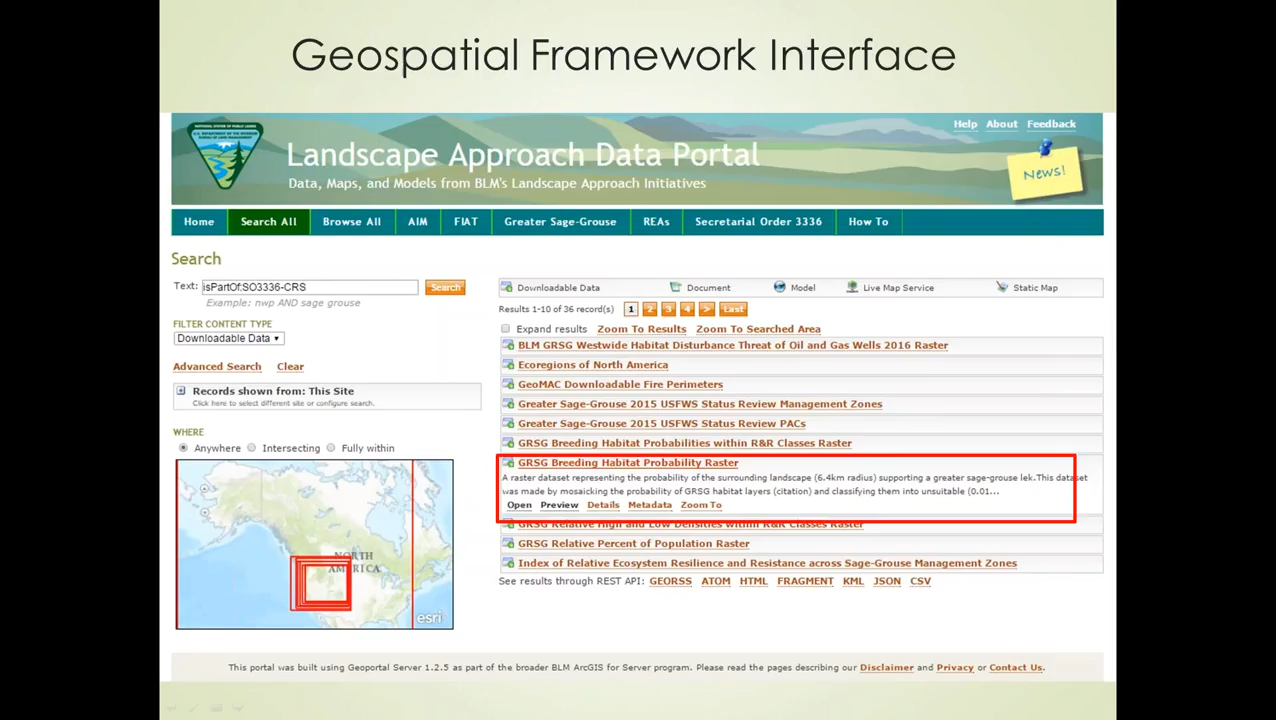 Geospatial Framework Interface
Help About Feedback
Landscape Approach Data Portal
Data, Maps, and Models from BLM's Landscape Approach Initiatives
News!
Home Search All Browse All AIM FIAT Greater Sage-Grouse REAs Secretarial Order 3336 How To
Search
Text: isPartOf:SO3336-CRS Search
Example: nwp AND sage grouse
FILTER CONTENT TYPE
Downloadable Data
Advanced Search Clear
Records shown from: This Site
Click here to select different site or configure search.
WHERE
Anywhere Intersecting Fully within
NORTH
AMERICA
esri
Downloadable Data Document Model Live Map Service Static Map
Results 1-10 of 36 record(s) 1 2 3 4 > Last
Expand results Zoom To Results Zoom To Searched Area
BLM GRSG Westwide Habitat Disturbance Threat of Oil and Gas Wells 2016 Raster
Ecoregions of North America
GeoMAC Downloadable Fire Perimeters
Greater Sage-Grouse 2015 USFWS Status Review Management Zones
Greater Sage-Grouse 2015 USFWS Status Review PACs
GRSG Breeding Habitat Probabilities within R&R Classes Raster
GRSG Breeding Habitat Probability Raster
A raster dataset representing the probability of the surrounding landscape (6.4km radius) supporting a greater sage-grouse lek.This dataset
was made by mosaicking the probability of GRSG habitat layers (citation) and classifying them into unsuitable (0.01...
Open Preview Details Metadata Zoom To
GRSG Relative High and Low Densities within R&R Classes Raster
GRSG Relative Percent of Population Raster
Index of Relative Ecosystem Resilience and Resistance across Sage-Grouse Management Zones
See results through REST API: GEORSS ATOM HTML FRAGMENT KML JSON CSV
This portal was built using Geoportal Server 1.2.5 as part of the broader BLM ArcGIS for Server program. Please read the pages describing our Disclaimer and Privacy or Contact Us.